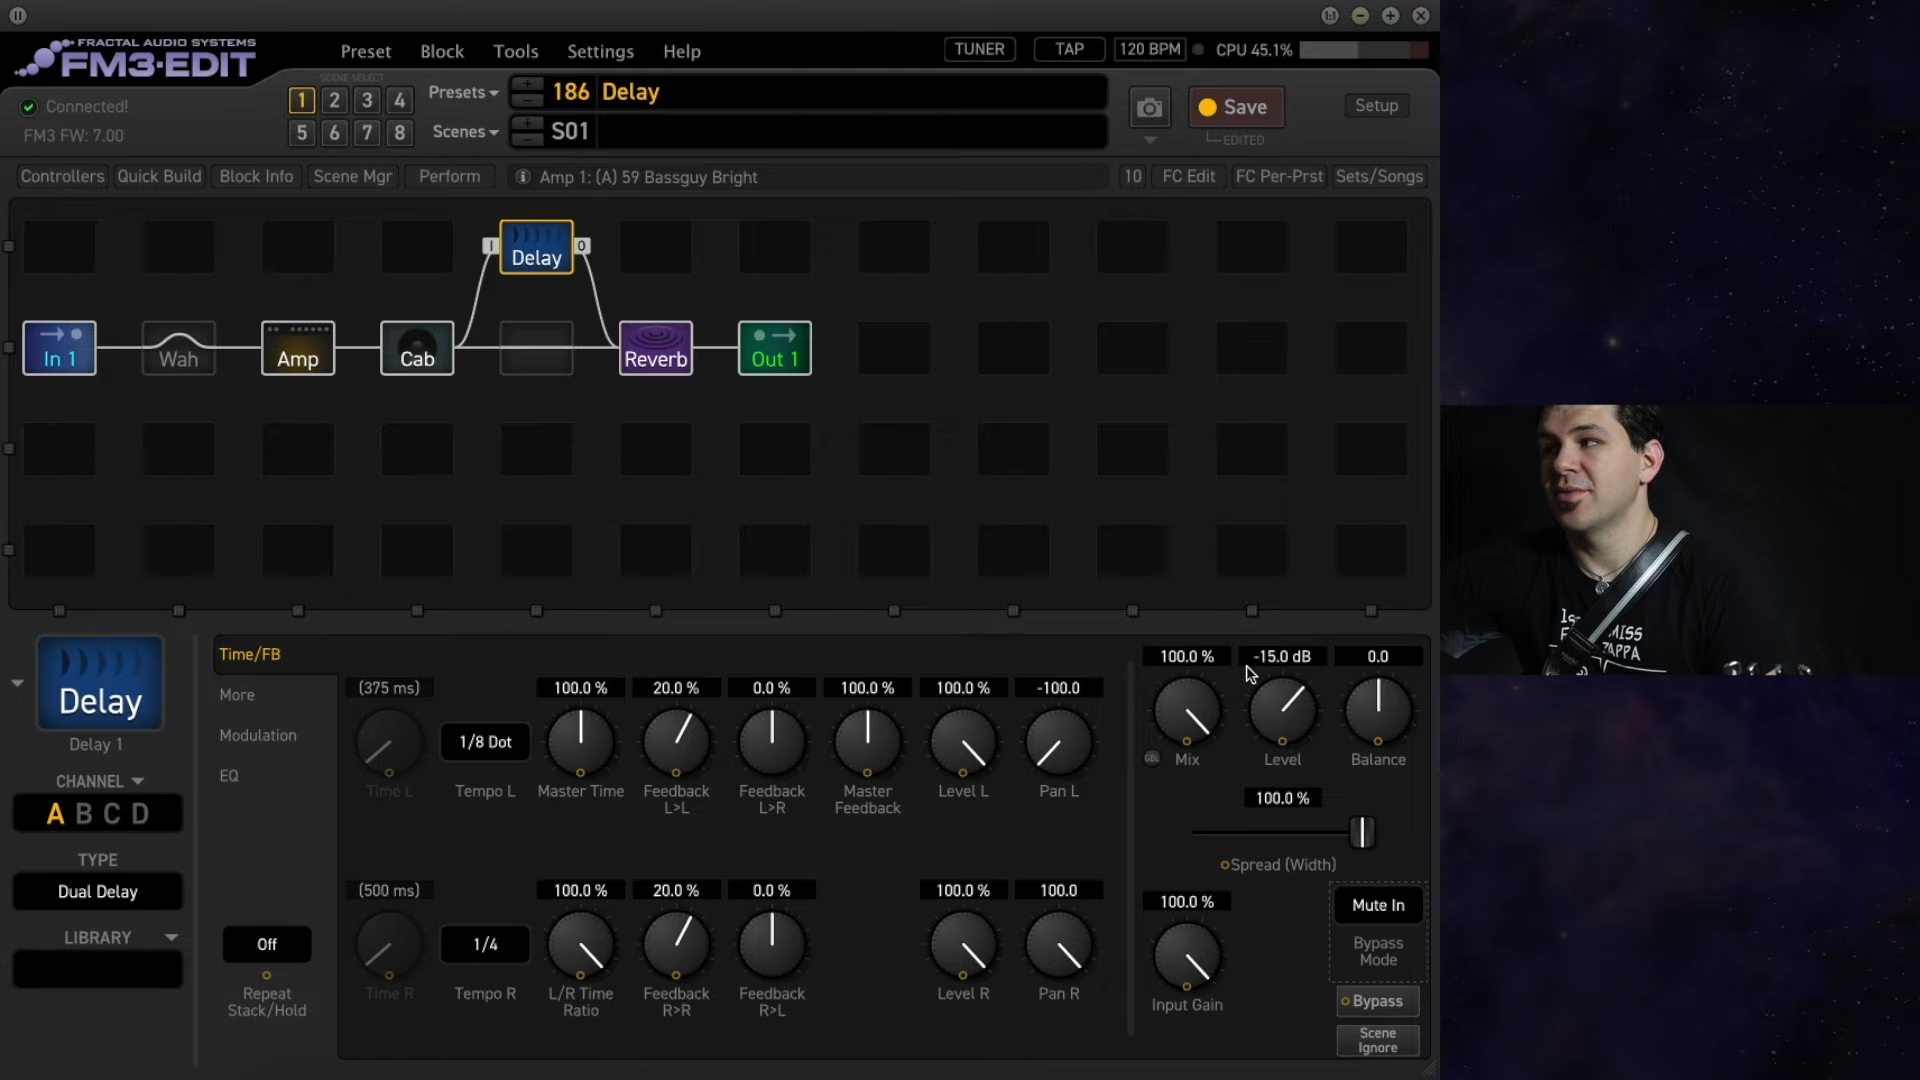 FRACTAL AUDIO SYSTEMS
FM3-EDIT
Preset Block Tools Settings Help
TUNER TAP 120 BPM CPU 45.1%
Connected!
FM3 FW: 7.00
SCENE SELECT
1 2 3 4
5 6 7 8
Presets 186 Delay
Scenes S01
Save
EDITED
Setup
Controllers Quick Build Block Info Scene Mgr Perform Amp 1: (A) 59 Bassguy Bright 10 FC Edit FC Per-Prst Sets/Songs
I Delay O
In 1 Wah Amp Cab Reverb Out 1
Delay
Delay 1
CHANNEL
A B C D
TYPE
Dual Delay
LIBRARY
Time/FB
More
Modulation
EQ
Off
Repeat
Stack/Hold
(375 ms) 100.0 % 20.0 % 0.0 % 100.0 % 100.0 % -100.0
1/8 Dot
Time L Tempo L Master Time Feedback L>L Feedback L>R Master Feedback Level L Pan L
(500 ms) 100.0 % 20.0 % 0.0 % 100.0 % 100.0
1/4
Time R Tempo R L/R Time Ratio Feedback R>R Feedback R>L Level R Pan R
100.0 % -15.0 dB 0.0
GBL Mix Level Balance
100.0 %
Spread (Width)
100.0 %
Input Gain
Mute In
Bypass
Mode
Bypass
Scene
Ignore
MISS
ZAPPA